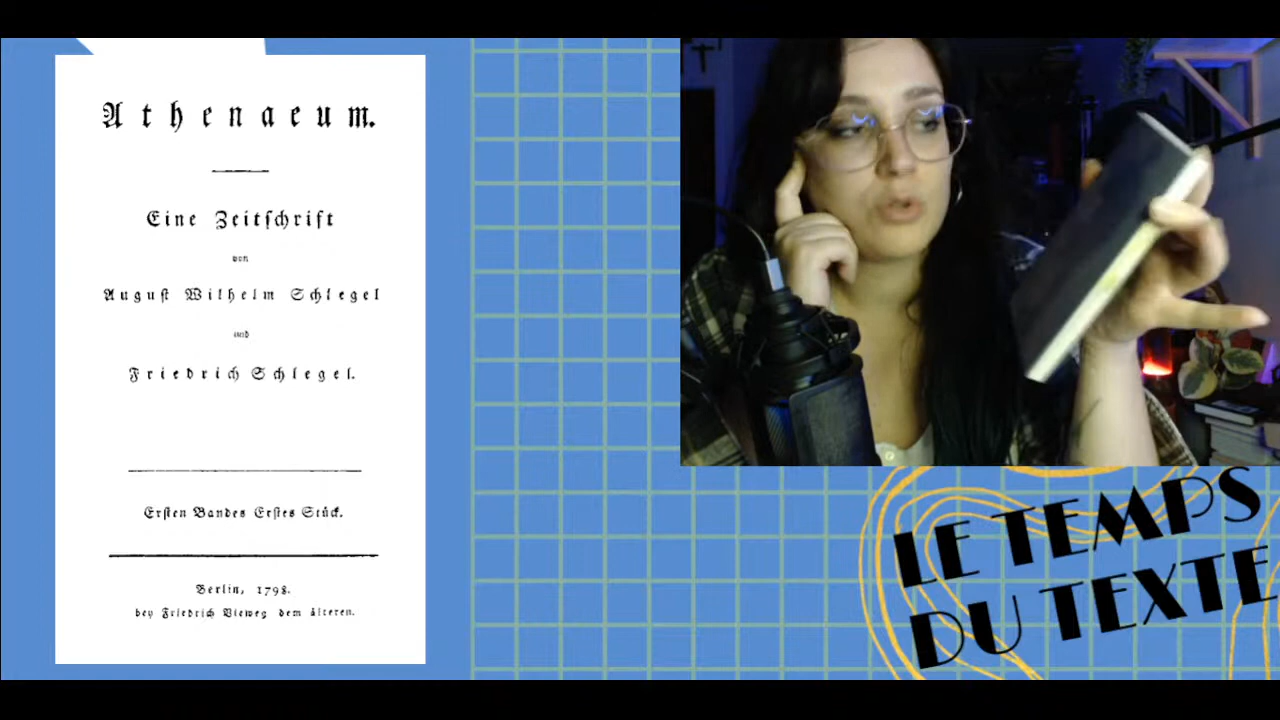 Athenaeum.
Eine Zeitſchrift
von
Auguſt Wilhelm Schlegel
und
Friedrich Schlegel.
Erſten Bandes Erſtes Stück.
Berlin, 1798.
bey Friedrich Vieweg dem älteren.
LE TEMPS
DU TEXTE